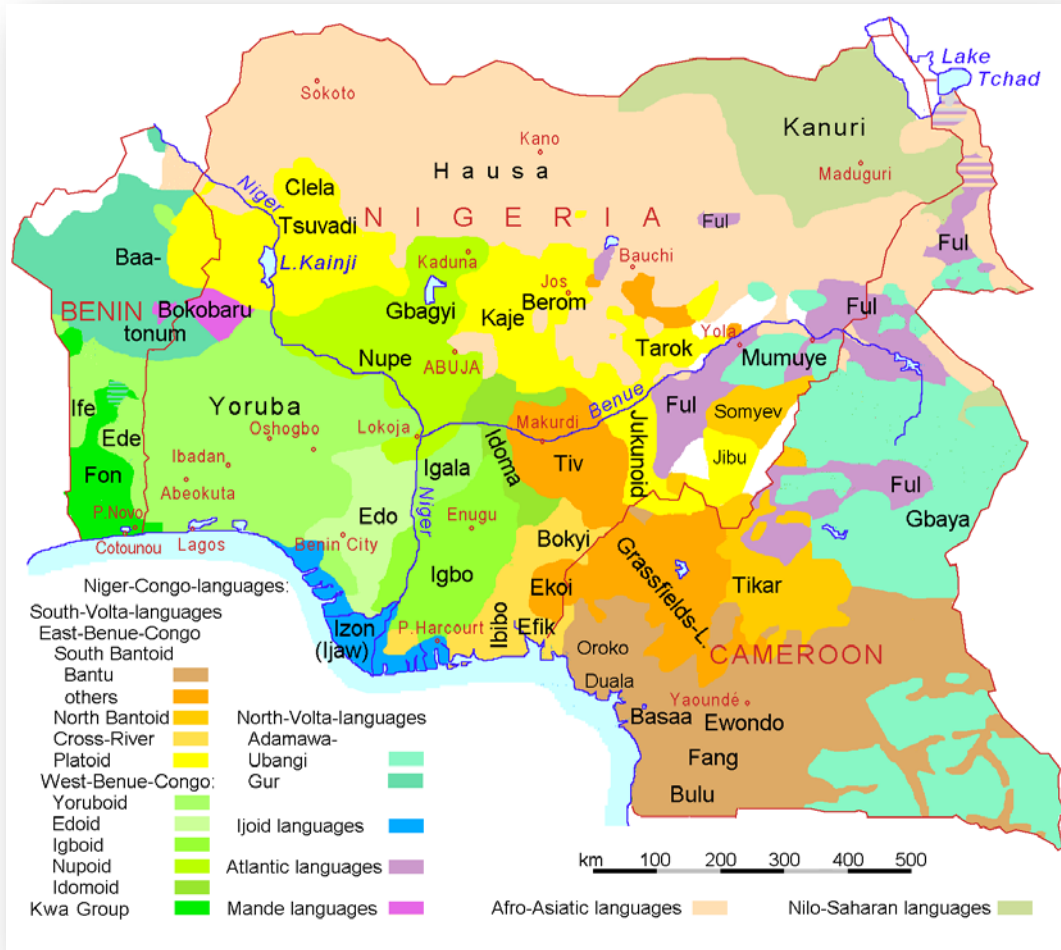 Lake
Tchad
Sokoto
Kanuri
Kano
Maduguri
Hausa
Clela
Niger
Tsuvadi
NIGERIA
Ful
Ful
Baa-
L.Kainji
Kaduna
Bauchi
Jos
BENIN
Bokobaru
Gbagyi
Kaje
Berom
Ful
tonum
Yola
Tarok
Mumuye
Nupe
ABUJA
Benue
Ife
Yoruba
Ful
Somyev
Ede
Oshogbo
Lokoja
Makurdi
Jukunoid
Idoma
Ibadan
Igala
Tiv
Jibu
Fon
Abeokuta
Niger
Ful
P.Novo
Edo
Enugu
Gbaya
Cotounou
Lagos
Benin City
Bokyi
Grassfields-L.
Igbo
Ekoi
Tikar
Izon
(Ijaw)
P.Harcourt
Ibibo
Efik
Oroko
CAMEROON
Duala
Yaoundé
Basaa
Ewondo
Fang
Bulu
Niger-Congo-languages:
South-Volta-languages
East-Benue-Congo
South Bantoid
Bantu
others
North Bantoid
Cross-River
Platoid
West-Benue-Congo:
Yoruboid
Edoid
Igboid
Nupoid
Idomoid
Kwa Group
North-Volta-languages
Adamawa-
Ubangi
Gur
Ijoid languages
Atlantic languages
Mande languages
km 100 200 300 400 500
Afro-Asiatic languages
Nilo-Saharan languages